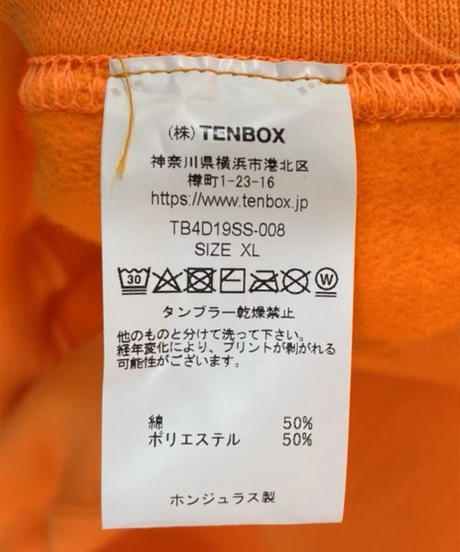 (株) TENBOX
神奈川県横浜市港北区
樽町1-23-16
https://www.tenbox.jp
TB4D19SS-008
SIZE XL
30 W
タンブラー乾燥禁止
他のものと分けて洗って下さい。
経年変化により、プリントが剥がれる
可能性がございます。
綿 50%
ポリエステル 50%
ホンジュラス製